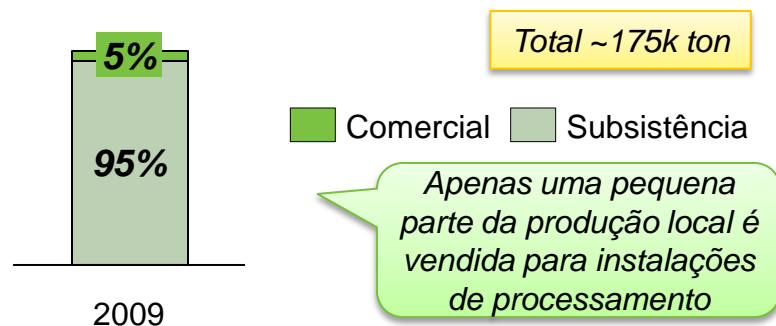 5%
Total ~175k ton
Comercial
Subsistência
95%
Apenas uma pequena
parte da produção local é
vendida para instalações
de processamento
2009